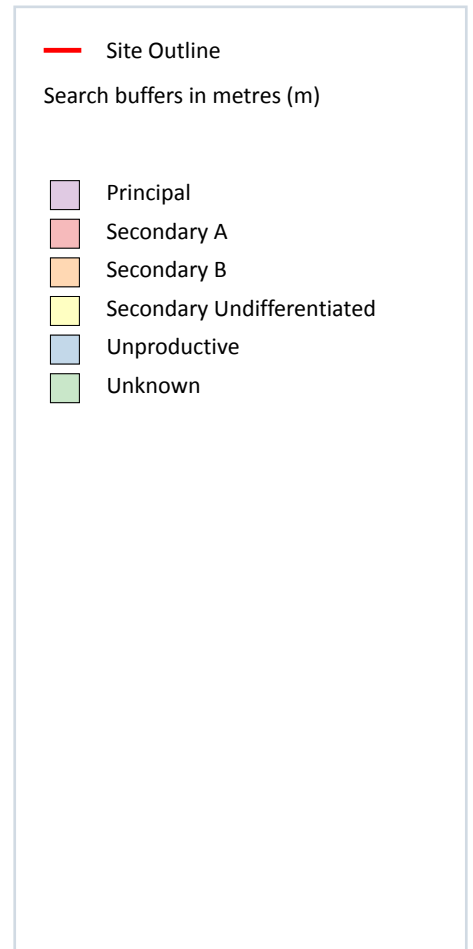 Site Outline
Search buffers in metres (m)
Principal
Secondary A
Secondary B
Secondary Undifferentiated
Unproductive
Unknown